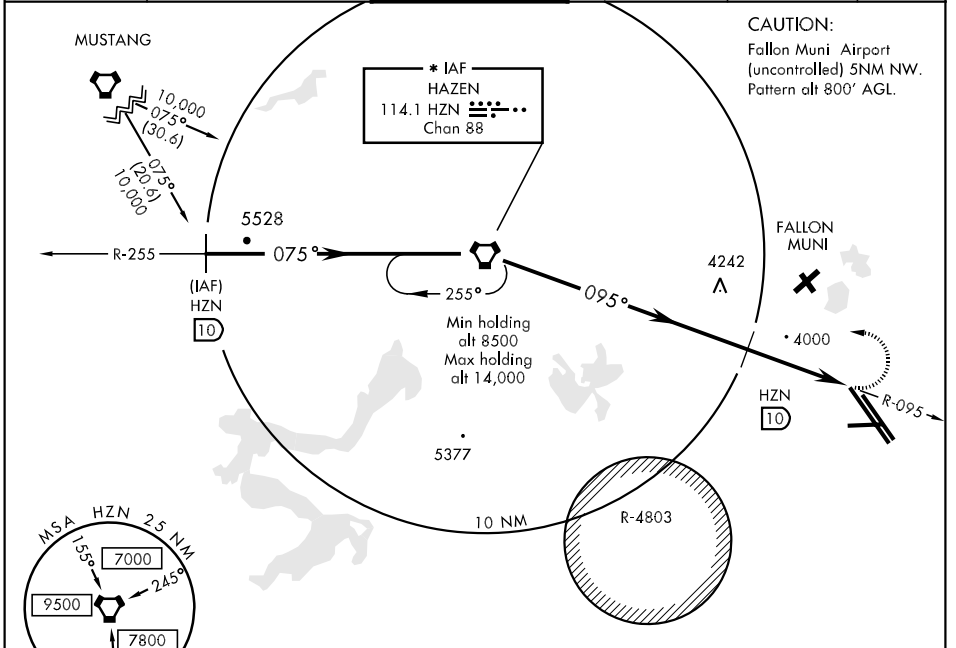 CAUTION:
Fallon Muni Airport
(uncontrolled) 5NM NW.
Pattern alt 800' AGL.
MUSTANG
10,000
075°
(30.6)
075°
(20.6)
10,000
* IAF
HAZEN
114.1 HZN
Chan 88
5528
R-255
075°
(IAF)
HZN
10
255°
Min holding
alt 8500
Max holding
alt 14,000
095°
4242
FALLON
MUNI
4000
HZN
10
R-095
5377
10 NM
R-4803
MSA HZN 25 NM
155°
7000
245°
9500
7800